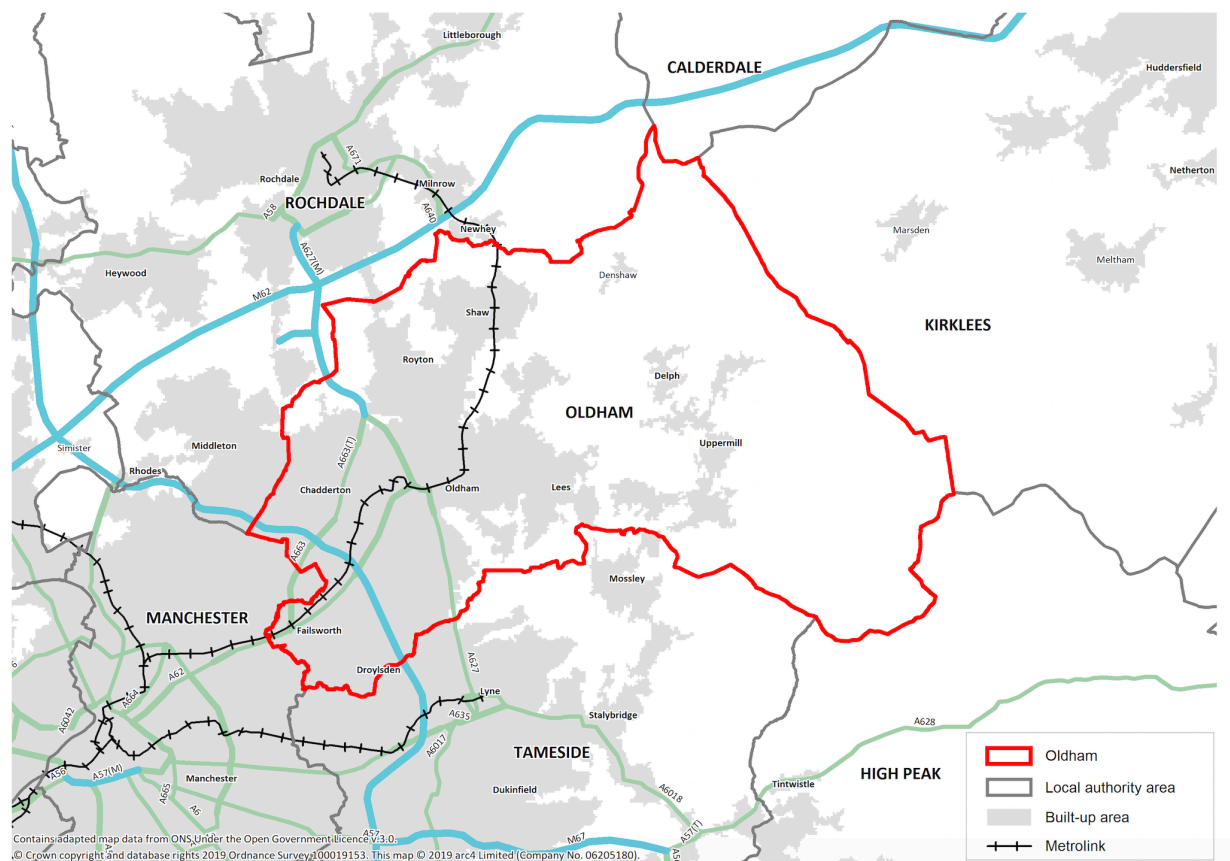 Littleborough
CALDERDALE
Huddersfield
A671
Rochdale
Milnrow
Netherton
ROCHDALE
A58
A640
Newhey
Marsden
A627(M)
Meltham
Heywood
Denshaw
M62
Shaw
KIRKLEES
Royton
Delph
OLDHAM
Middleton
Uppermill
Simister
A663(T)
Rhodes
Chadderton
Oldham
Lees
A663
Mossley
MANCHESTER
Failsworth
A62
Droylsden
A627
A664
Lyne
A6042
A635
Stalybridge
A628
A6017
TAMESIDE
Oldham
A56
A57(M)
Manchester
HIGH PEAK
Tintwistle
Local authority area
A665
Dukinfield
A6018
A6
Built-up area
A57
M67
A57(T)
Metrolink
Contains adapted map data from ONS Under the Open Government Licence v.3.0.
© Crown copyright and database rights 2019 Ordnance Survey 100019153. This map © 2019 arc4 Limited (Company No. 06205180).